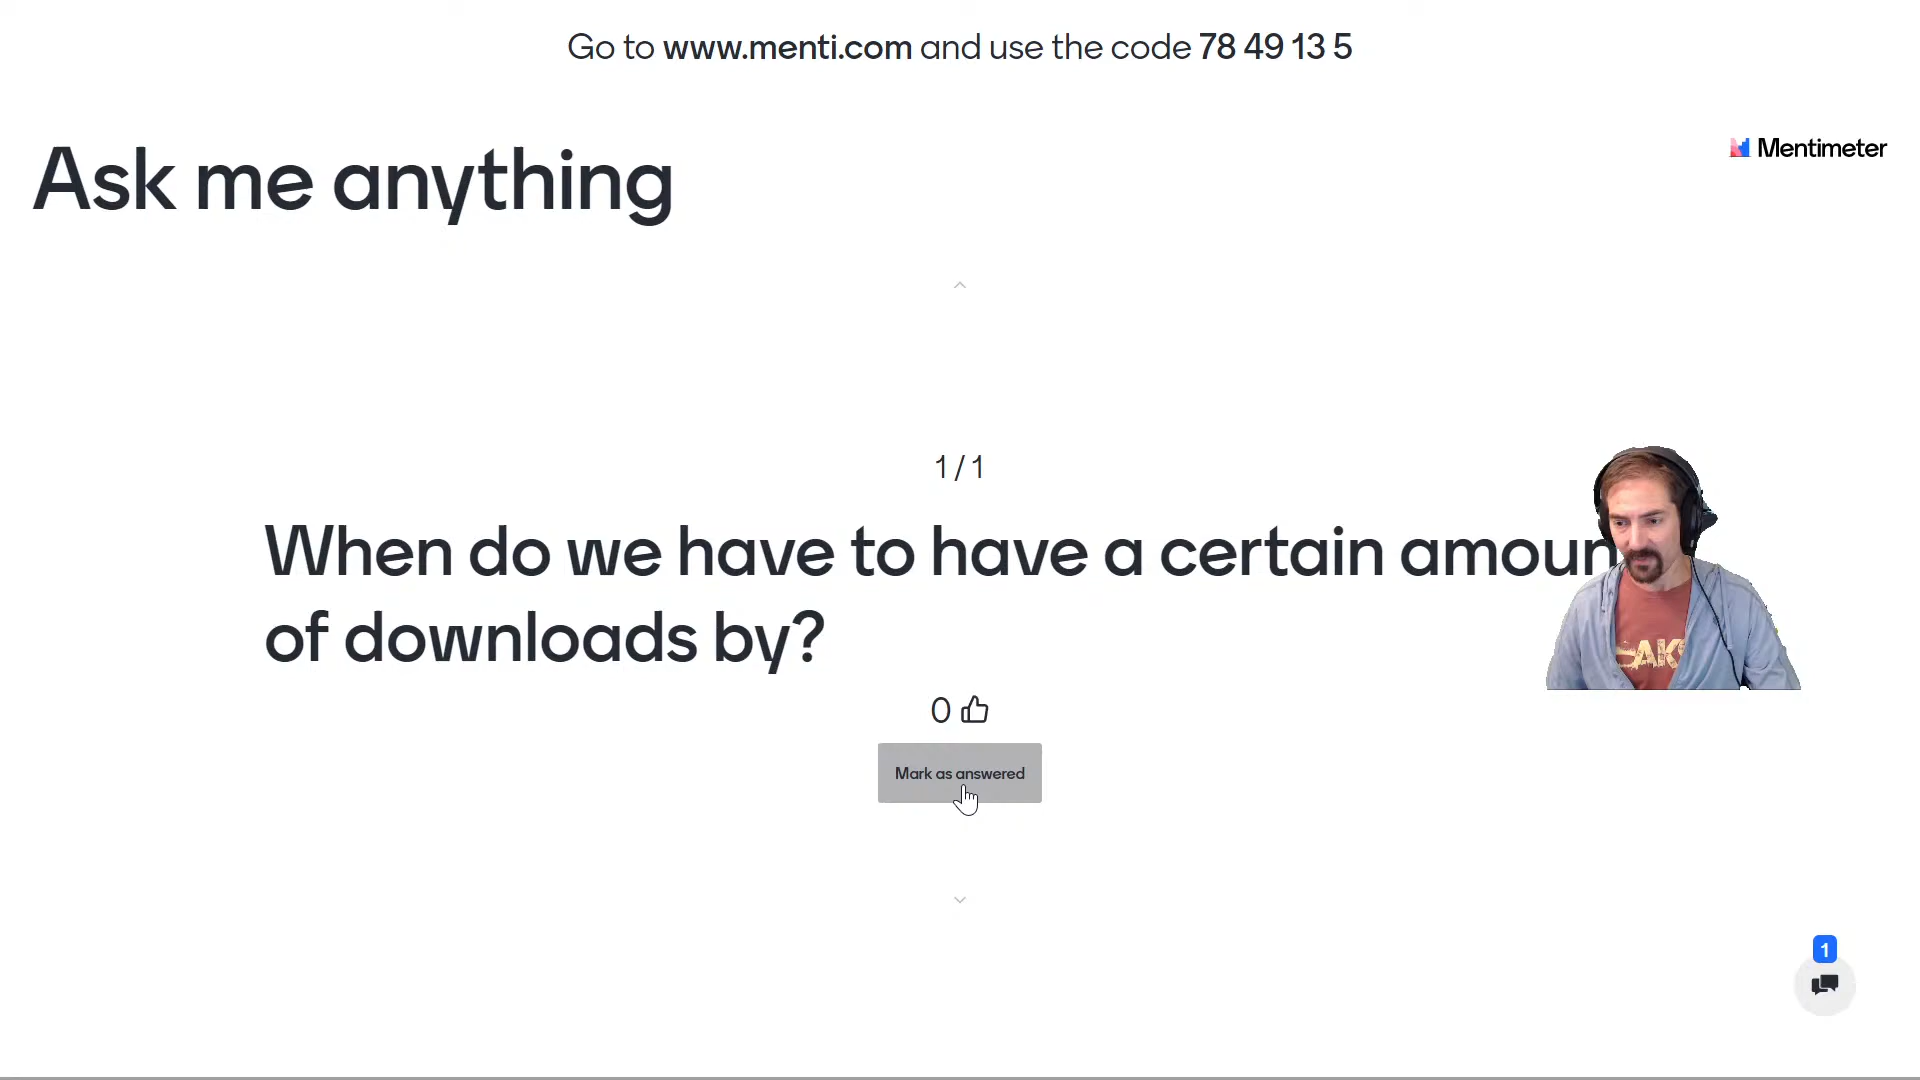 Go to www.menti.com and use the code 78 49 13 5
Mentimeter
Ask me anything
1 / 1
When do we have to have a certain amoun
of downloads by?
0
Mark as answered
1